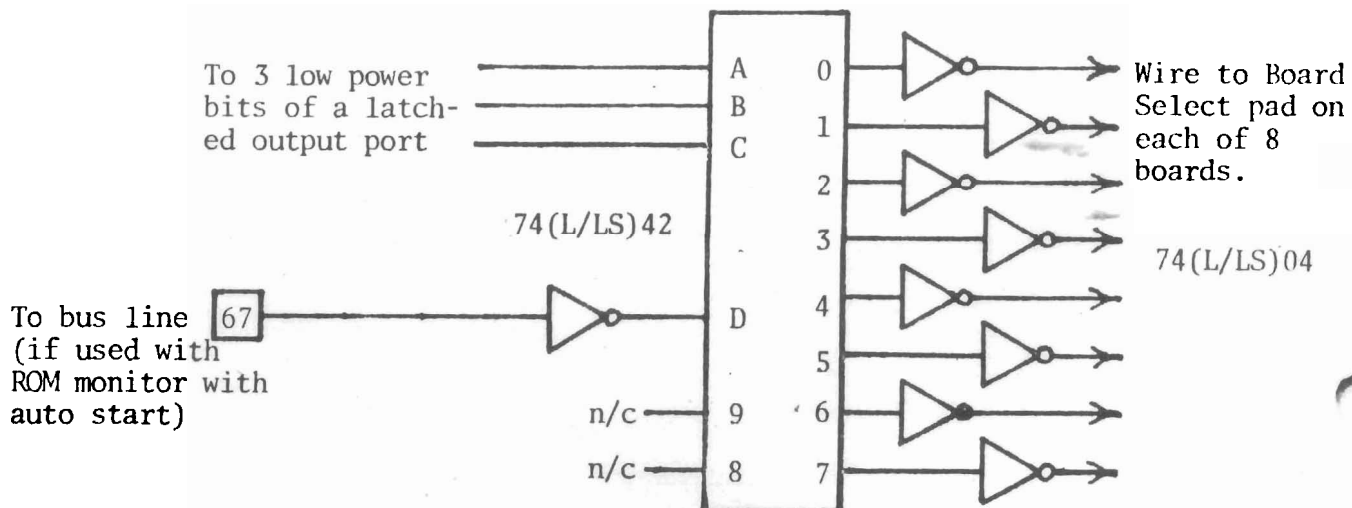 To 3 low power
bits of a latch-
ed output port
A
B
C
0
1
2
3
4
5
6
7
Wire to Board
Select pad on
each of 8
boards.
74(L/LS)42
74(L/LS)04
To bus line
(if used with
ROM monitor with
auto start)
67
D
n/c
9
n/c
8